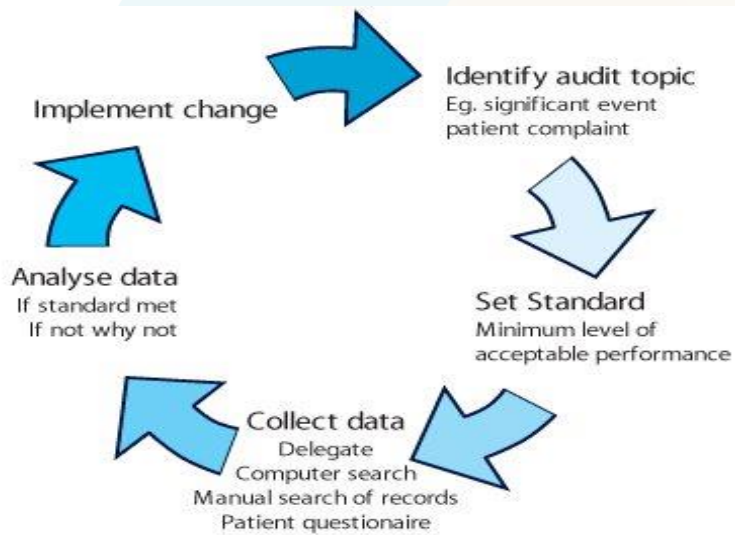 Identify audit topic
Eg. significant event
patient complaint
Set Standard
Minimum level of
acceptable performance
Collect data
Delegate
Computer search
Manual search of records
Patient questionaire
Analyse data
If standard met
If not why not
Implement change